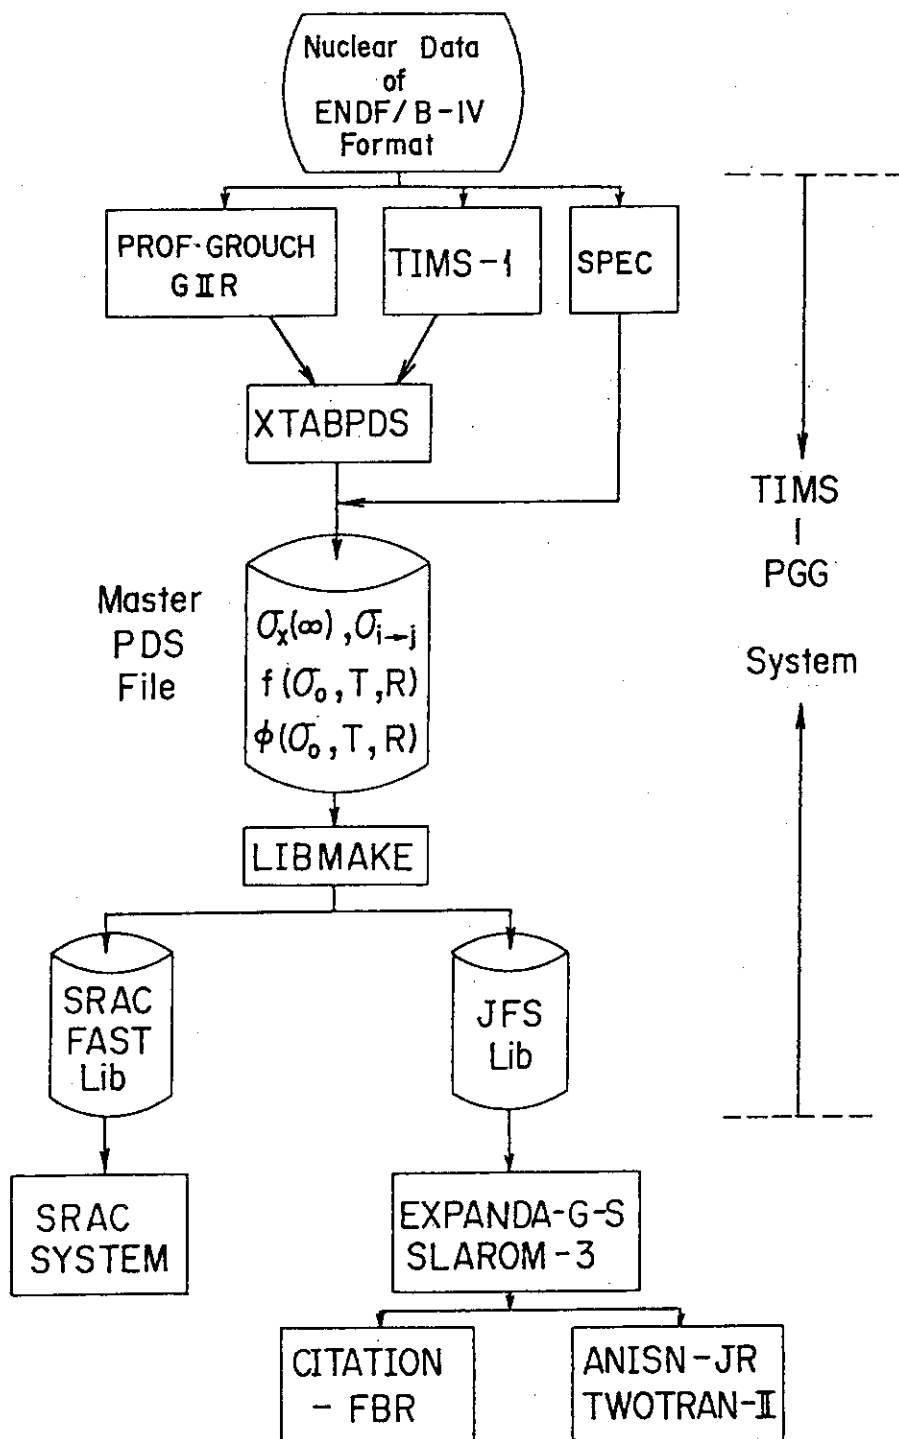 Nuclear Data
of
ENDF/B-IV
Format
PROF-GROUCH
GⅡR
TIMS-1
SPEC
XTABPDS
TIMS
|
PGG
System
Master
PDS
File
σx(∞), σi→j
f(σ₀, T, R)
ϕ(σ₀, T, R)
LIBMAKE
SRAC
FAST
Lib
JFS
Lib
SRAC
SYSTEM
EXPANDA-G-S
SLAROM-3
CITATION
- FBR
ANISN-JR
TWOTRAN-Ⅱ